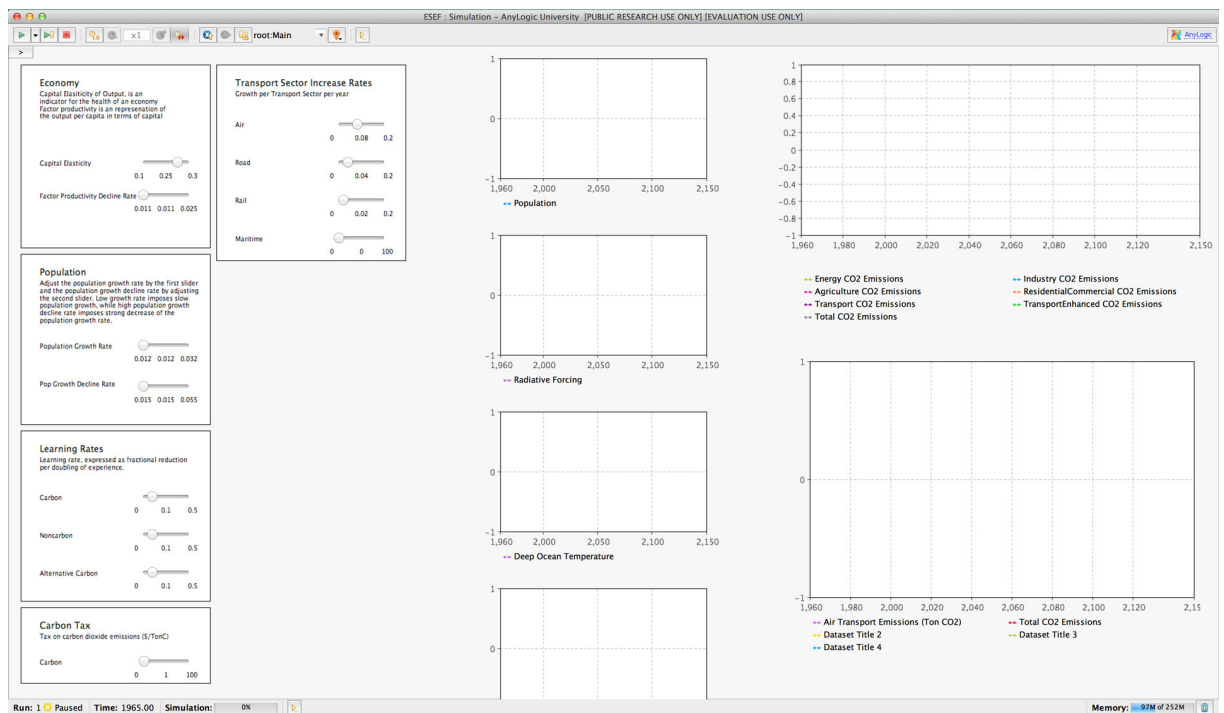 ESEF : Simulation - AnyLogic University [PUBLIC RESEARCH USE ONLY] [EVALUATION USE ONLY]
x1
root:Main
AnyLogic
>
Economy
Capital Elasiticity of Output, is an
indicator for the health of an economy
Factor productivity is an represenation of
the output per capita in terms of capital
Capital Elasticity
0.1 0.25 0.3
Factor Productivity Decline Rate
0.011 0.011 0.025
Population
Adjust the population growth rate by the first slider
and the population growth decline rate by adjusting
the second slider. Low growth rate imposes slow
population growth, while high population growth
decline rate imposes strong decrease of the
population growth rate.
Population Growth Rate
0.012 0.012 0.032
Pop Growth Decline Rate
0.015 0.015 0.055
Learning Rates
Learning rate, expressed as fractional reduction
per doubling of experience.
Carbon
0 0.1 0.5
Noncarbon
0 0.1 0.5
Alternative Carbon
0 0.1 0.5
Carbon Tax
Tax on carbon dioxide emissions ($/TonC)
Carbon
0 1 100
Transport Sector Increase Rates
Growth per Transport Sector per year
Air
0 0.08 0.2
Road
0 0.04 0.2
Rail
0 0.02 0.2
Maritime
0 0 100
1
0
-1
1,960 2,000 2,050 2,100 2,150
Population
1
0
-1
1,960 2,000 2,050 2,100 2,150
Radiative Forcing
1
0
-1
1,960 2,000 2,050 2,100 2,150
Deep Ocean Temperature
1
0
1
0.8
0.6
0.4
0.2
0
-0.2
-0.4
-0.6
-0.8
-1
1,960 1,980 2,000 2,020 2,040 2,060 2,080 2,100 2,120 2,150
Energy CO2 Emissions Industry CO2 Emissions
Agriculture CO2 Emissions ResidentialCommercial CO2 Emissions
Transport CO2 Emissions TransportEnhanced CO2 Emissions
Total CO2 Emissions
1
0
-1
1,960 1,980 2,000 2,020 2,040 2,060 2,080 2,100 2,120 2,15
Air Transport Emissions (Ton CO2) Total CO2 Emissions
Dataset Title 2 Dataset Title 3
Dataset Title 4
Run: 1 Paused Time: 1965.00 Simulation: 0% Memory: 97M of 252M